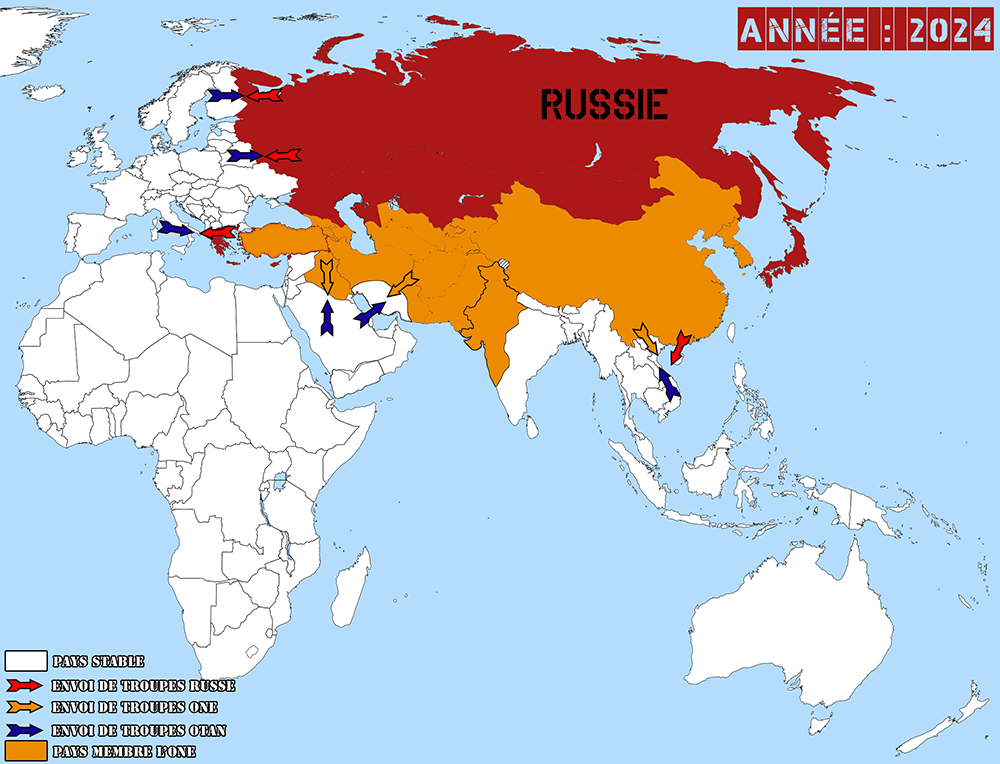 ANNÉE : 2024
RUSSIE
PAYS STABLE
ENVOI DE TROUPES RUSSE
ENVOI DE TROUPES ONE
ENVOI DE TROUPES OTAN
PAYS MEMBRE L'ONE